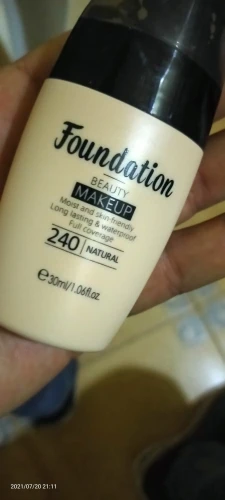 Foundation
BEAUTY
MAKEUP
Moist and skin-friendly
Long lasting & waterproof
Full coverage
240 | NATURAL
e 30ml/1.06fl.oz
2021/07/20 21:11